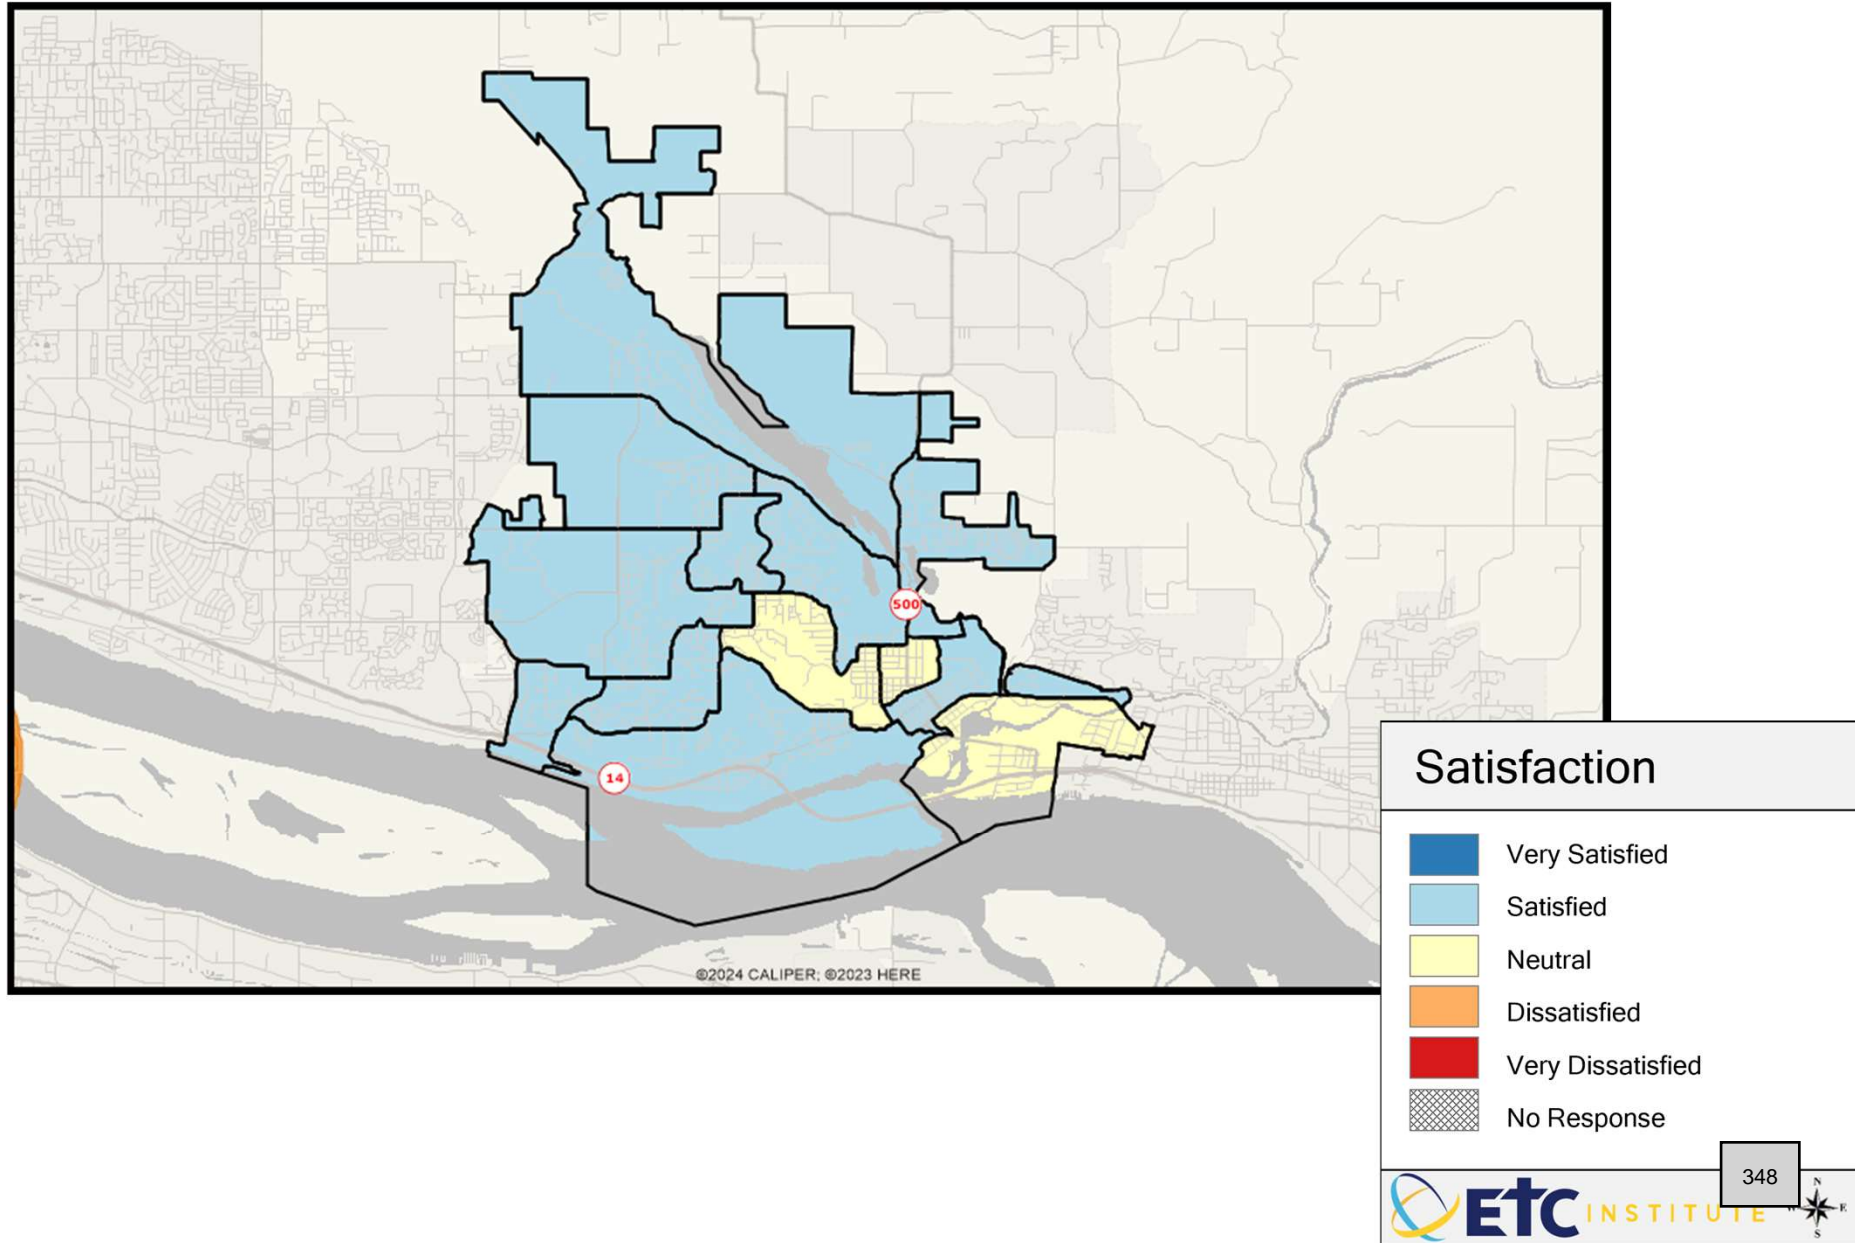 500
14
©2024 CALIPER; ©2023 HERE
Satisfaction
Very Satisfied
Satisfied
Neutral
Dissatisfied
Very Dissatisfied
No Response
348
ETC INSTITUTE
N
W E
S